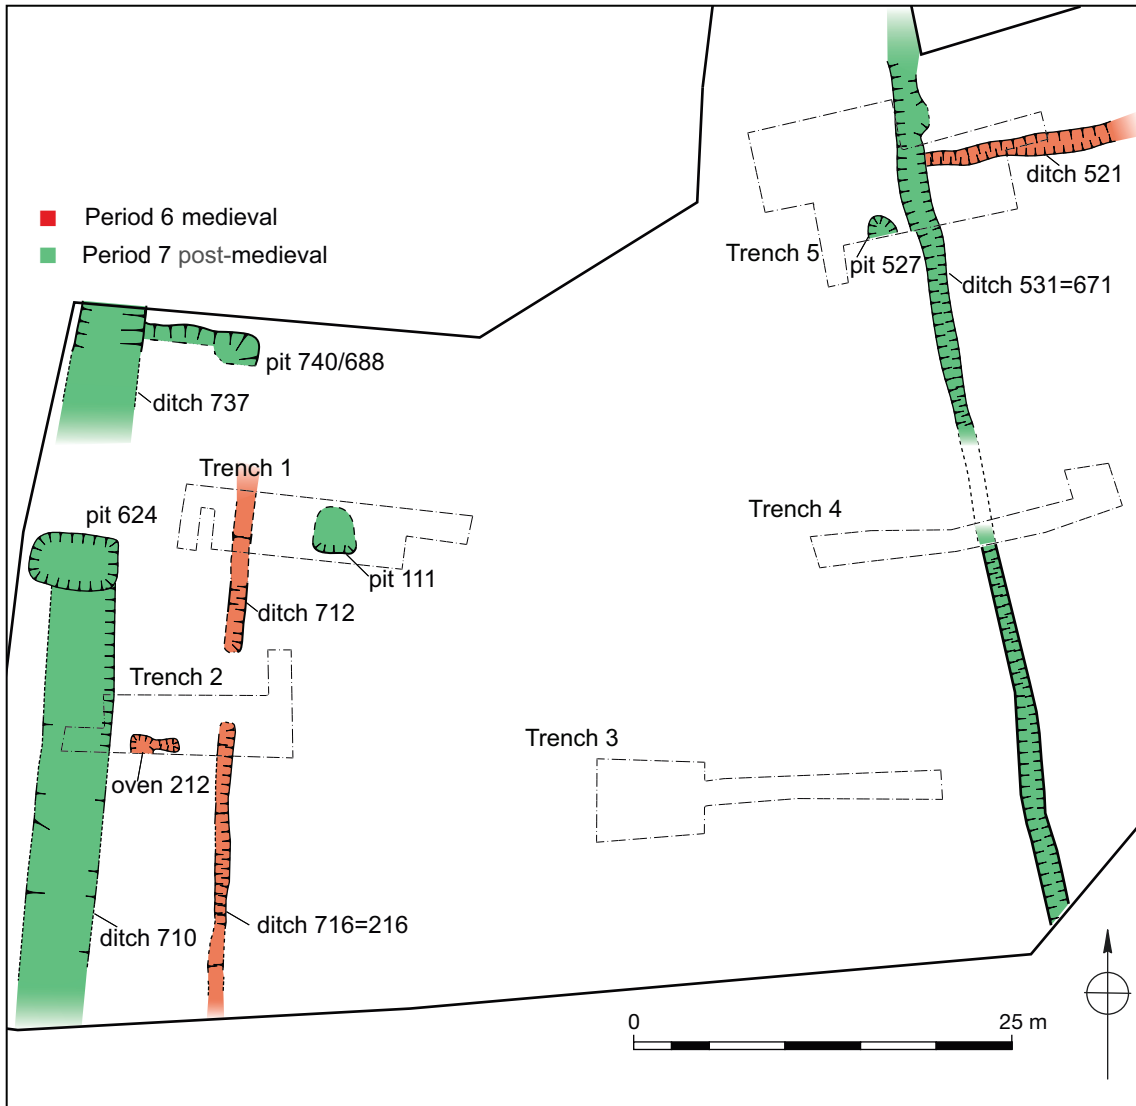 ditch 521
Period 6 medieval
Period 7 post-medieval
Trench 5
pit 527
ditch 531=671
pit 740/688
ditch 737
Trench 1
pit 624
Trench 4
pit 111
ditch 712
Trench 2
Trench 3
oven 212
ditch 716=216
ditch 710
0
25 m